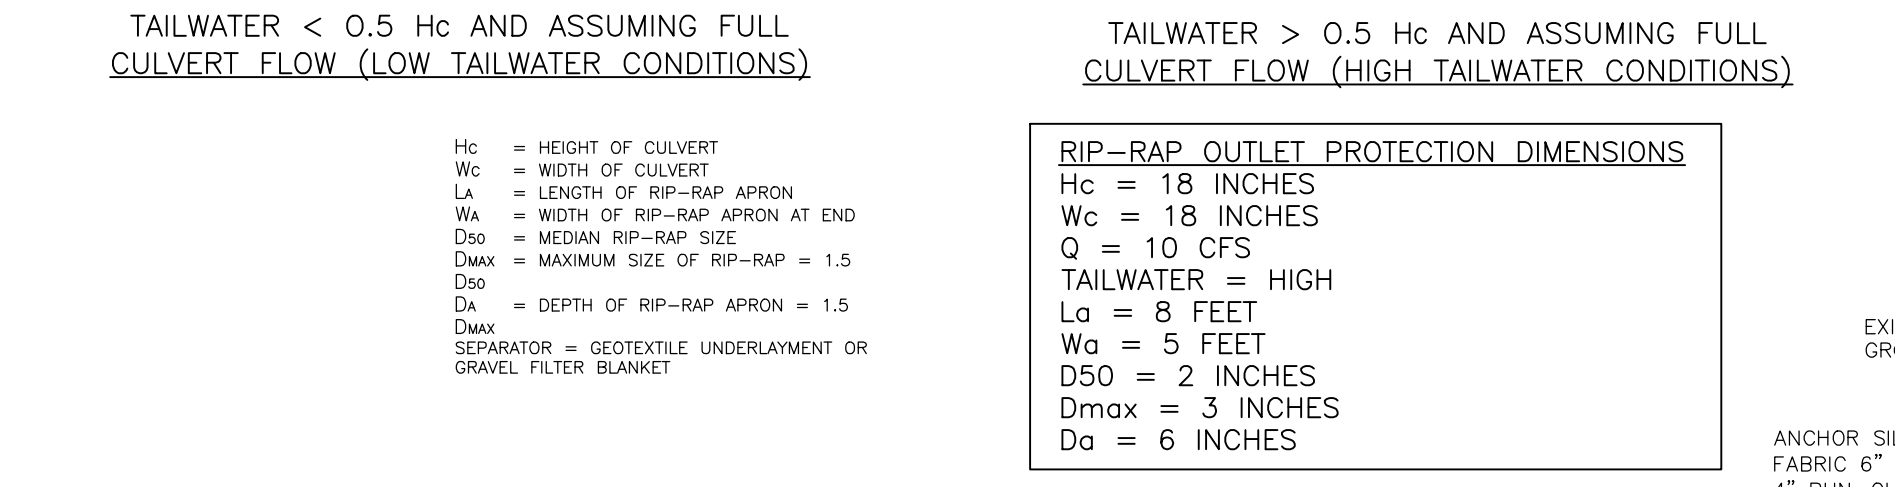 TAILWATER < 0.5 Hc AND ASSUMING FULL
CULVERT FLOW (LOW TAILWATER CONDITIONS)
Hc = HEIGHT OF CULVERT
Wc = WIDTH OF CULVERT
LA = LENGTH OF RIP-RAP APRON
WA = WIDTH OF RIP-RAP APRON AT END
D50 = MEDIAN RIP-RAP SIZE
DMAX = MAXIMUM SIZE OF RIP-RAP = 1.5
D50
DA = DEPTH OF RIP-RAP APRON = 1.5
DMAX
SEPARATOR = GEOTEXTILE UNDERLAYMENT OR
GRAVEL FILTER BLANKET
TAILWATER > 0.5 Hc AND ASSUMING FULL
CULVERT FLOW (HIGH TAILWATER CONDITIONS)
RIP-RAP OUTLET PROTECTION DIMENSIONS
Hc = 18 INCHES
Wc = 18 INCHES
Q = 10 CFS
TAILWATER = HIGH
La = 8 FEET
Wa = 5 FEET
D50 = 2 INCHES
Dmax = 3 INCHES
Da = 6 INCHES
ANCHOR
FABRIC 6"